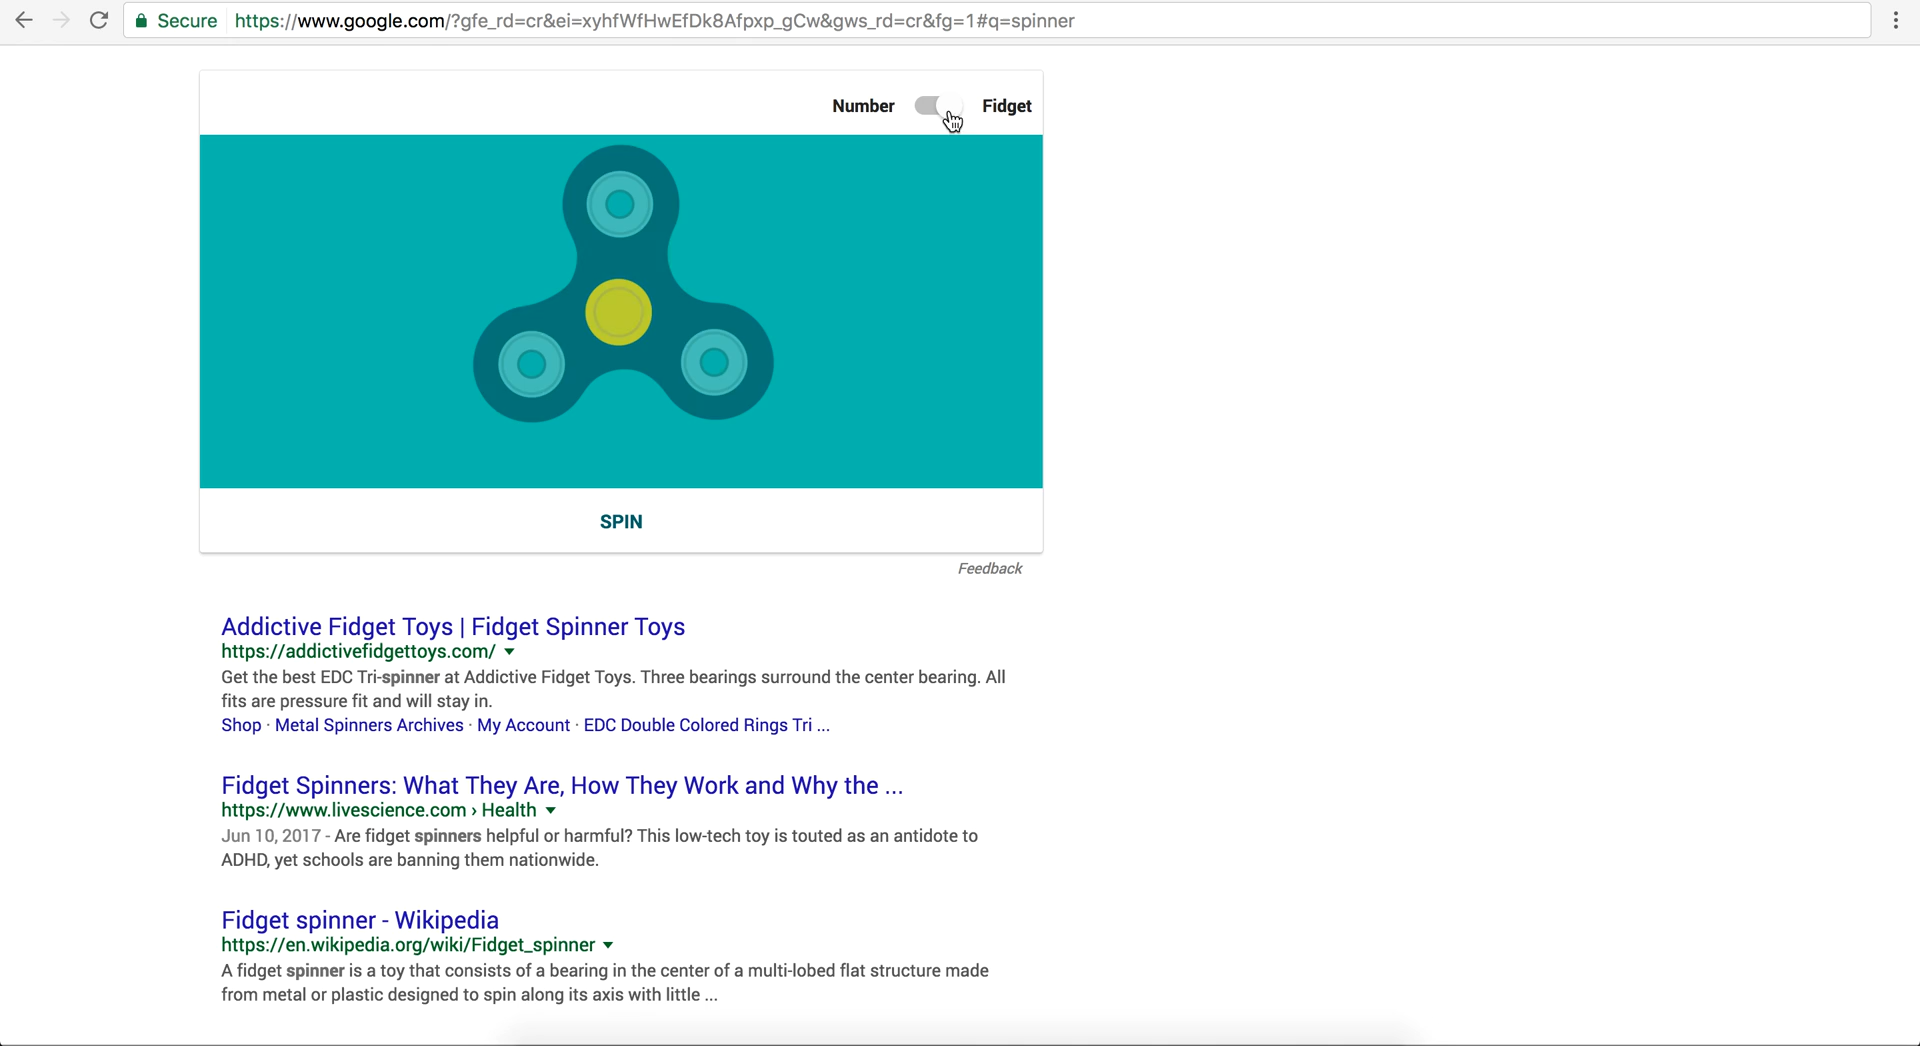 Secure https://www.google.com/?gfe_rd=cr&ei=xyhfWfHwEfDk8Afpxp_gCw&gws_rd=cr&fg=1#q=spinner
Number Fidget
SPIN
Feedback
Addictive Fidget Toys | Fidget Spinner Toys
https://addictivefidgettoys.com/
Get the best EDC Tri-spinner at Addictive Fidget Toys. Three bearings surround the center bearing. All
fits are pressure fit and will stay in.
Shop · Metal Spinners Archives · My Account · EDC Double Colored Rings Tri ...
Fidget Spinners: What They Are, How They Work and Why the ...
https://www.livescience.com › Health
Jun 10, 2017 - Are fidget spinners helpful or harmful? This low-tech toy is touted as an antidote to
ADHD, yet schools are banning them nationwide.
Fidget spinner - Wikipedia
https://en.wikipedia.org/wiki/Fidget_spinner
A fidget spinner is a toy that consists of a bearing in the center of a multi-lobed flat structure made
from metal or plastic designed to spin along its axis with little ...